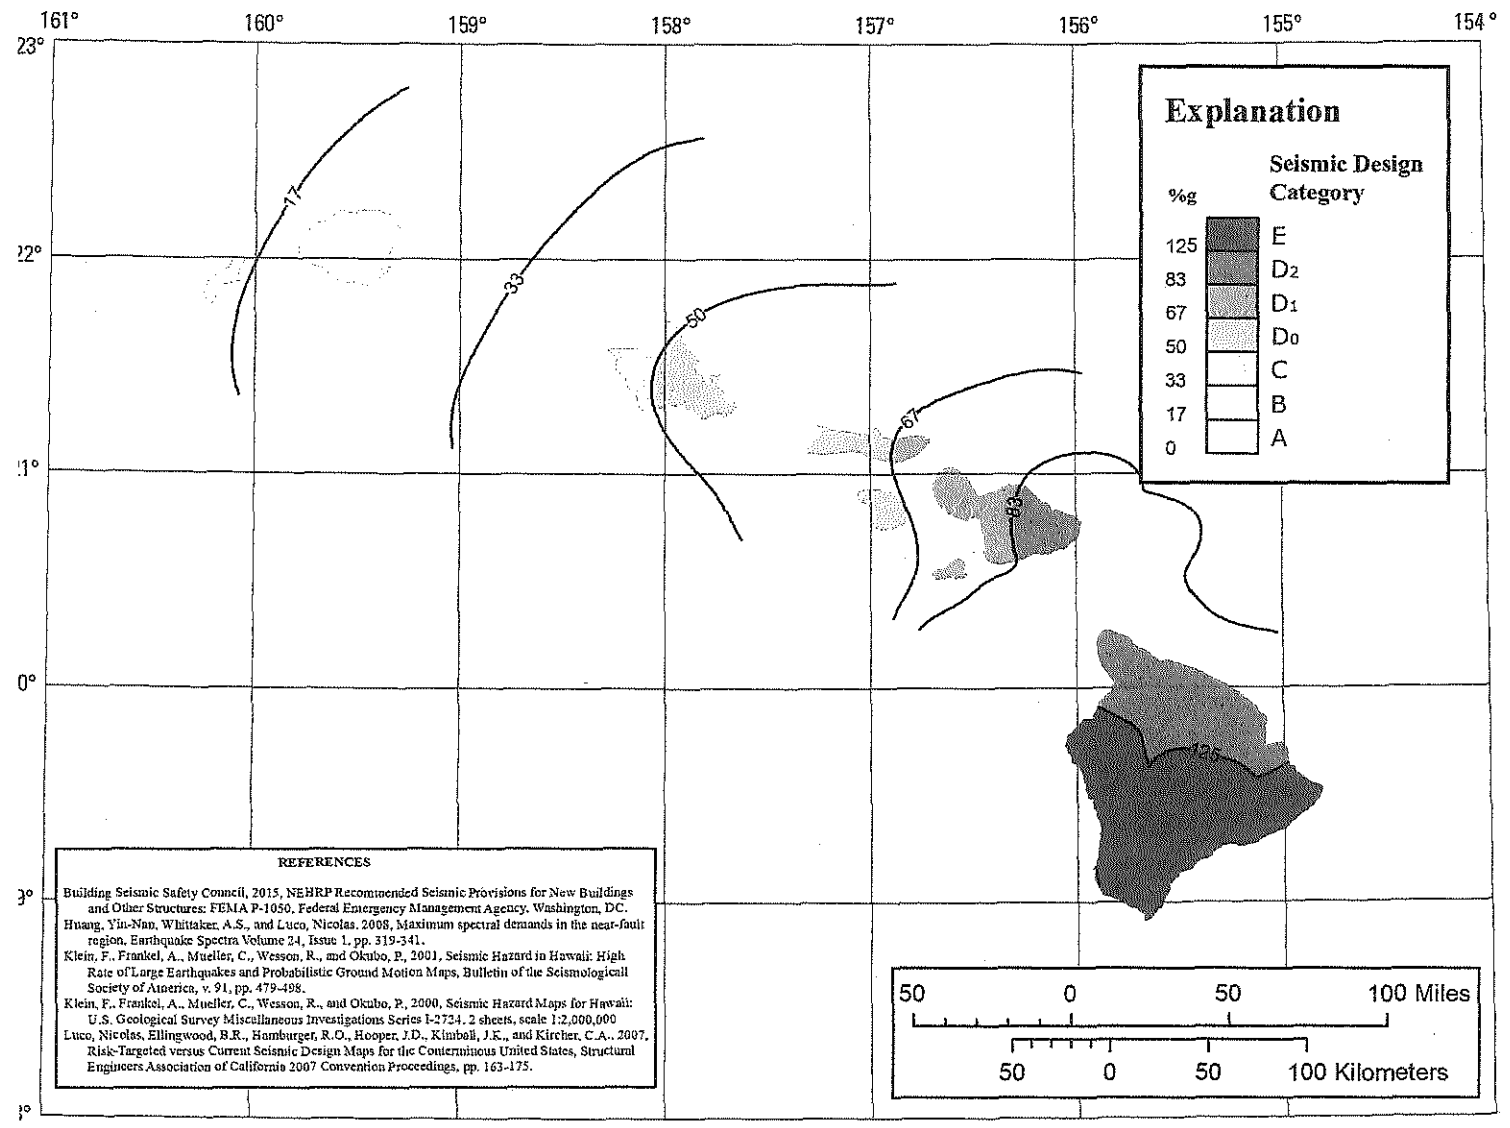 161° 160° 159° 158° 157° 156° 155° 154°
23°
22°
1°
0°
9°
Explanation
Seismic Design
Category
%g
125 E
83 D2
67 D1
50 D0
33 C
17 B
0 A
17
33
50
67
83
125
REFERENCES
Building Seismic Safety Council, 2015, NEHRP Recommended Seismic Provisions for New Buildings
and Other Structures: FEMA P-1050, Federal Emergency Management Agency, Washington, DC.
Huang, Yin-Nan, Whittaker, A.S., and Luco, Nicolas, 2008, Maximum spectral demands in the near-fault
region, Earthquake Spectra Volume 24, Issue 1, pp. 319-341.
Klein, F., Frankel, A., Mueller, C., Wesson, R., and Okubo, P., 2001, Seismic Hazard in Hawaii: High
Rate of Large Earthquakes and Probabilistic Ground Motion Maps, Bulletin of the Seismologicall
Society of America, v. 91, pp. 479-498.
Klein, F., Frankel, A., Mueller, C., Wesson, R., and Okubo, P., 2000, Seismic Hazard Maps for Hawaii:
U.S. Geological Survey Miscellaneous Investigations Series I-2724, 2 sheets, scale 1:2,000,000
Luco, Nicolas, Ellingwood, B.R., Hamburger, R.O., Hooper, J.D., Kimball, J.K., and Kircher, C.A., 2007,
Risk-Targeted versus Current Seismic Design Maps for the Conterminous United States, Structural
Engineers Association of California 2007 Convention Proceedings, pp. 163-175.
50 0 50 100 Miles
50 0 50 100 Kilometers